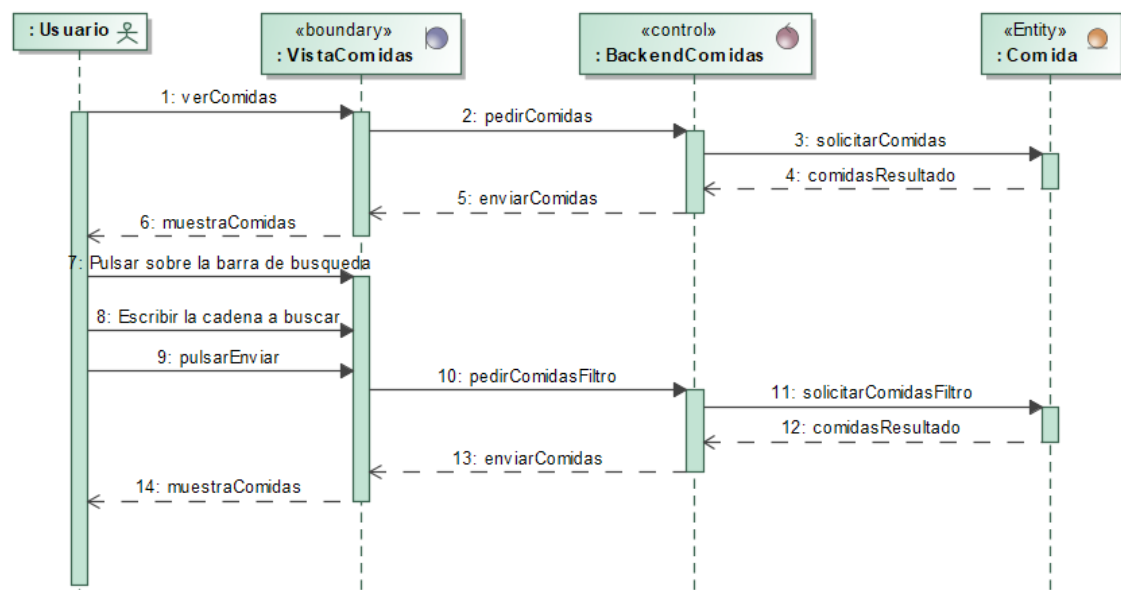 : Usuario
«boundary»
: VistaComidas
«control»
: BackendComidas
«Entity»
: Comida
1: verComidas
2: pedirComidas
3: solicitarComidas
4: comidasResultado
5: enviarComidas
6: muestraComidas
7: Pulsar sobre la barra de busqueda
8: Escribir la cadena a buscar
9: pulsarEnviar
10: pedirComidasFiltro
11: solicitarComidasFiltro
12: comidasResultado
13: enviarComidas
14: muestraComidas